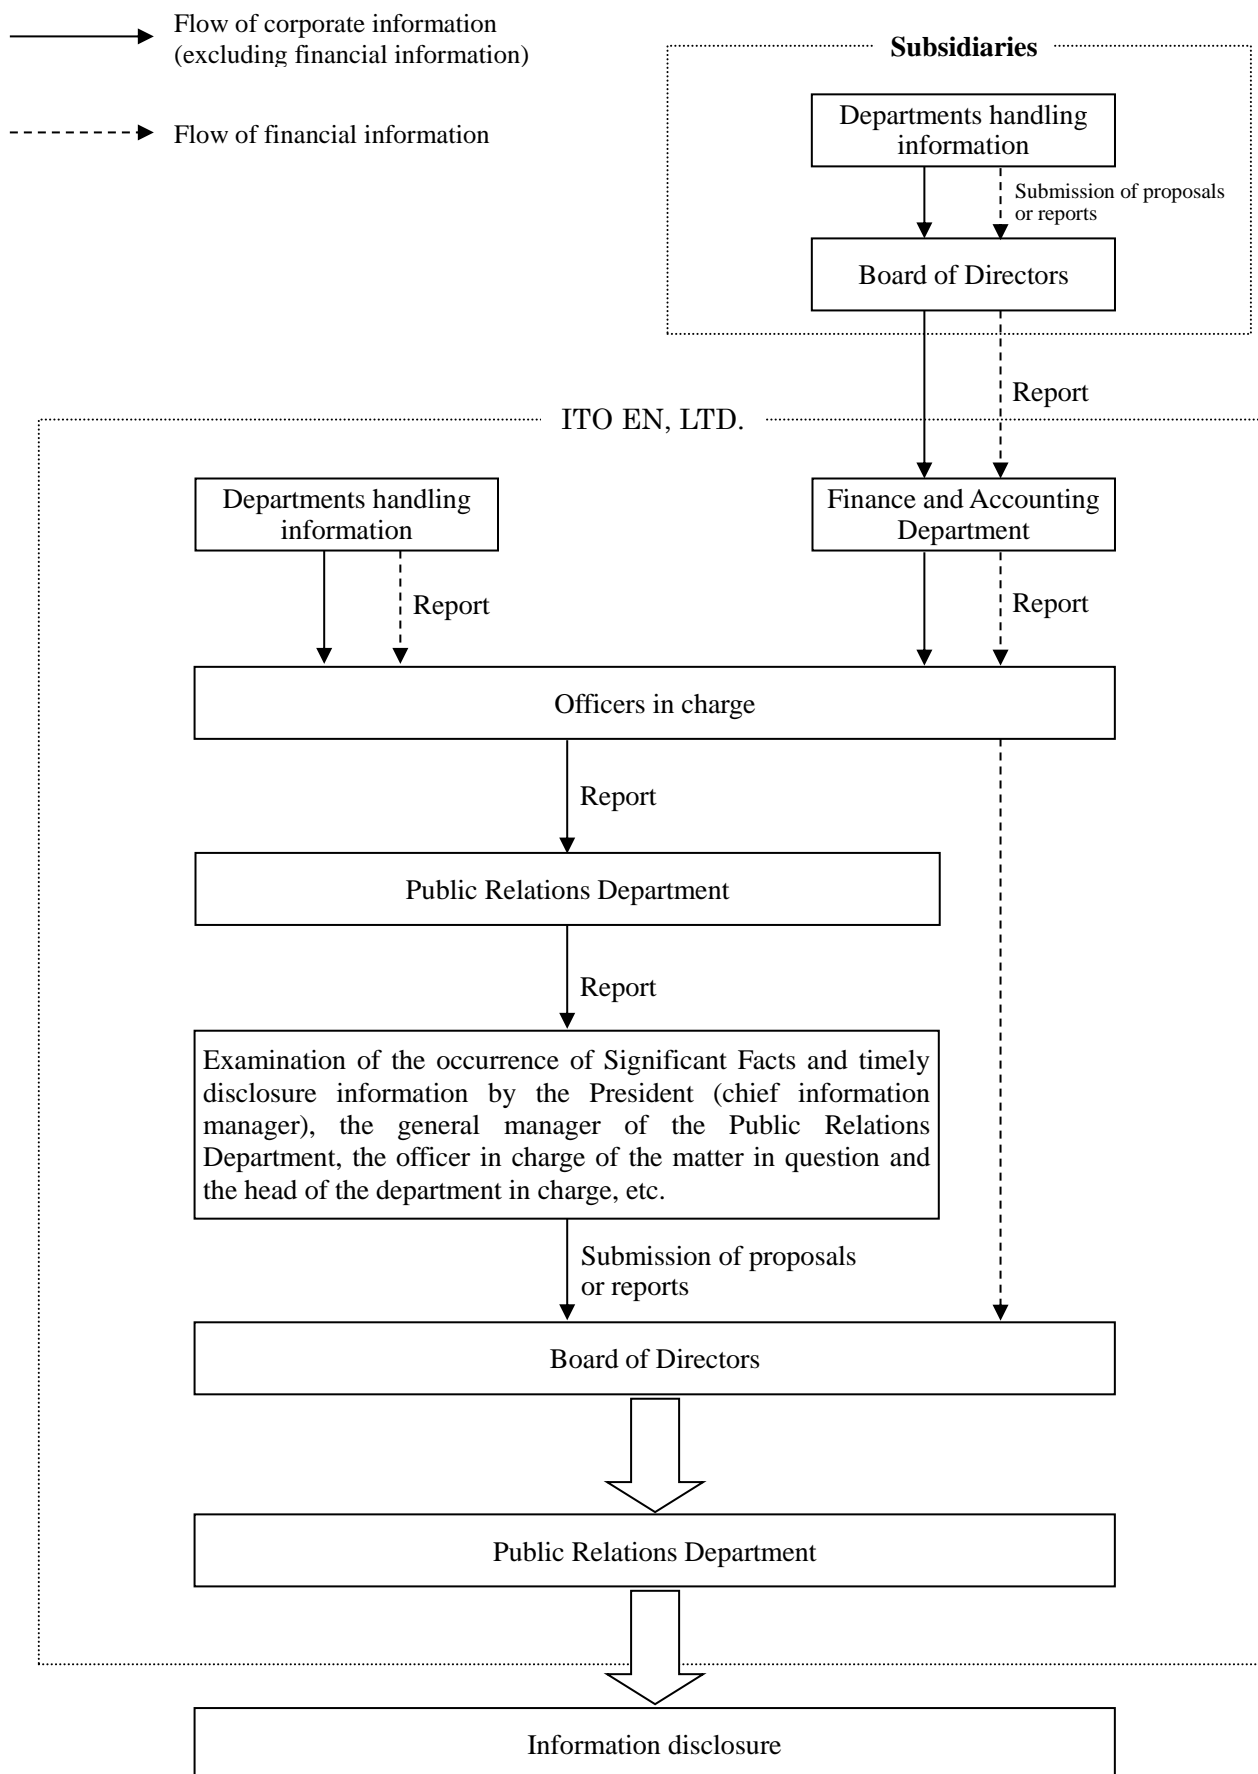 Flow of corporate information
(excluding financial information)
Flow of financial information
Subsidiaries
Departments handling
information
Submission of proposals
or reports
Board of Directors
Report
ITO EN, LTD.
Departments handling
information
Finance and Accounting
Department
Report
Report
Officers in charge
Report
Public Relations Department
Report
Examination of the occurrence of Significant Facts and timely
disclosure information by the President (chief information
manager), the general manager of the Public Relations
Department, the officer in charge of the matter in question and
the head of the department in charge, etc.
Submission of proposals
or reports
Board of Directors
Public Relations Department
Information disclosure